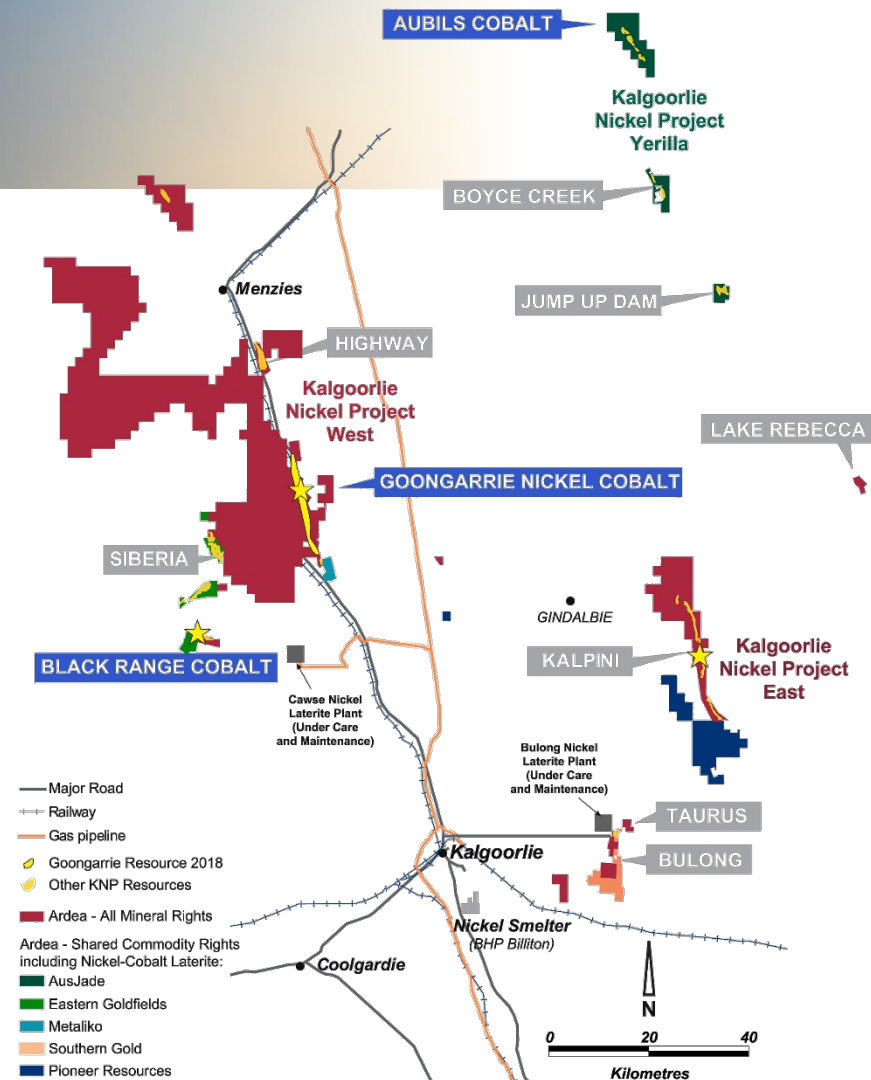 AUBILS COBALT
Kalgoorlie
Nickel Project
Yerilla
BOYCE CREEK
Menzies
JUMP UP DAM
HIGHWAY
Kalgoorlie
Nickel Project
West
LAKE REBECCA
GOONGARRIE NICKEL COBALT
SIBERIA
GINDALBIE
KALPINI
Kalgoorlie
Nickel Project
East
BLACK RANGE COBALT
Cawse Nickel
Laterite Plant
(Under Care
and Maintenance)
Bulong Nickel
Laterite Plant
(Under Care
and Maintenance)
TAURUS
BULONG
Kalgoorlie
Nickel Smelter
(BHP Billiton)
Coolgardie
Major Road
Railway
Gas pipeline
Goongarrie Resource 2018
Other KNP Resources
Ardea - All Mineral Rights
Ardea - Shared Commodity Rights
including Nickel-Cobalt Laterite:
AusJade
Eastern Goldfields
Metaliko
Southern Gold
Pioneer Resources
N
0 20 40
Kilometres